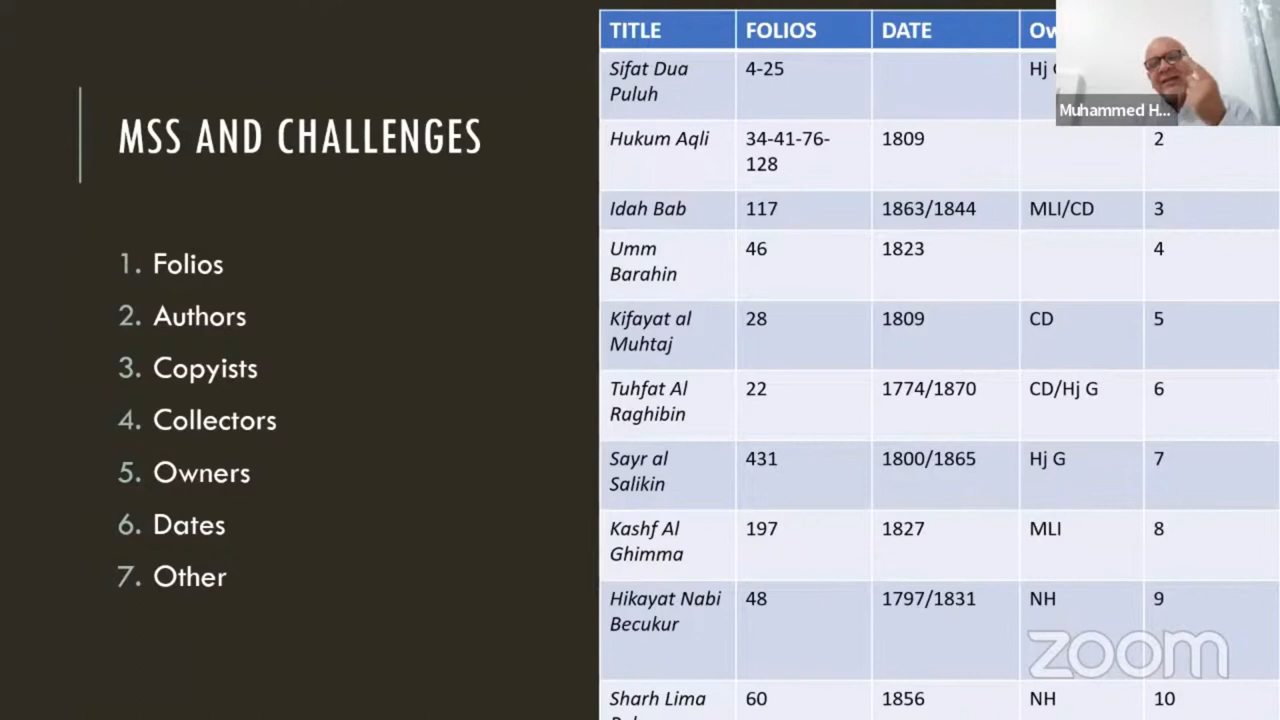 MSS AND CHALLENGES
1. Folios
2. Authors
3. Copyists
4. Collectors
5. Owners
6. Dates
7. Other
TITLE FOLIOS DATE
Sifat Dua 4-25 Hj
Puluh
Hukum Aqli 34-41-76- 1809 2
128
Idah Bab 117 1863/1844 MLI/CD 3
Umm 46 1823 4
Barahin
Kifayat al 28 1809 CD 5
Muhtaj
Tuhfat Al 22 1774/1870 CD/Hj G 6
Raghibin
Sayr al 431 1800/1865 Hj G 7
Salikin
Kashf Al 197 1827 MLI 8
Ghimma
Hikayat Nabi 48 1797/1831 NH 9
Becukur
Sharh Lima 60 1856 NH 10
Muhammed H...
zoom